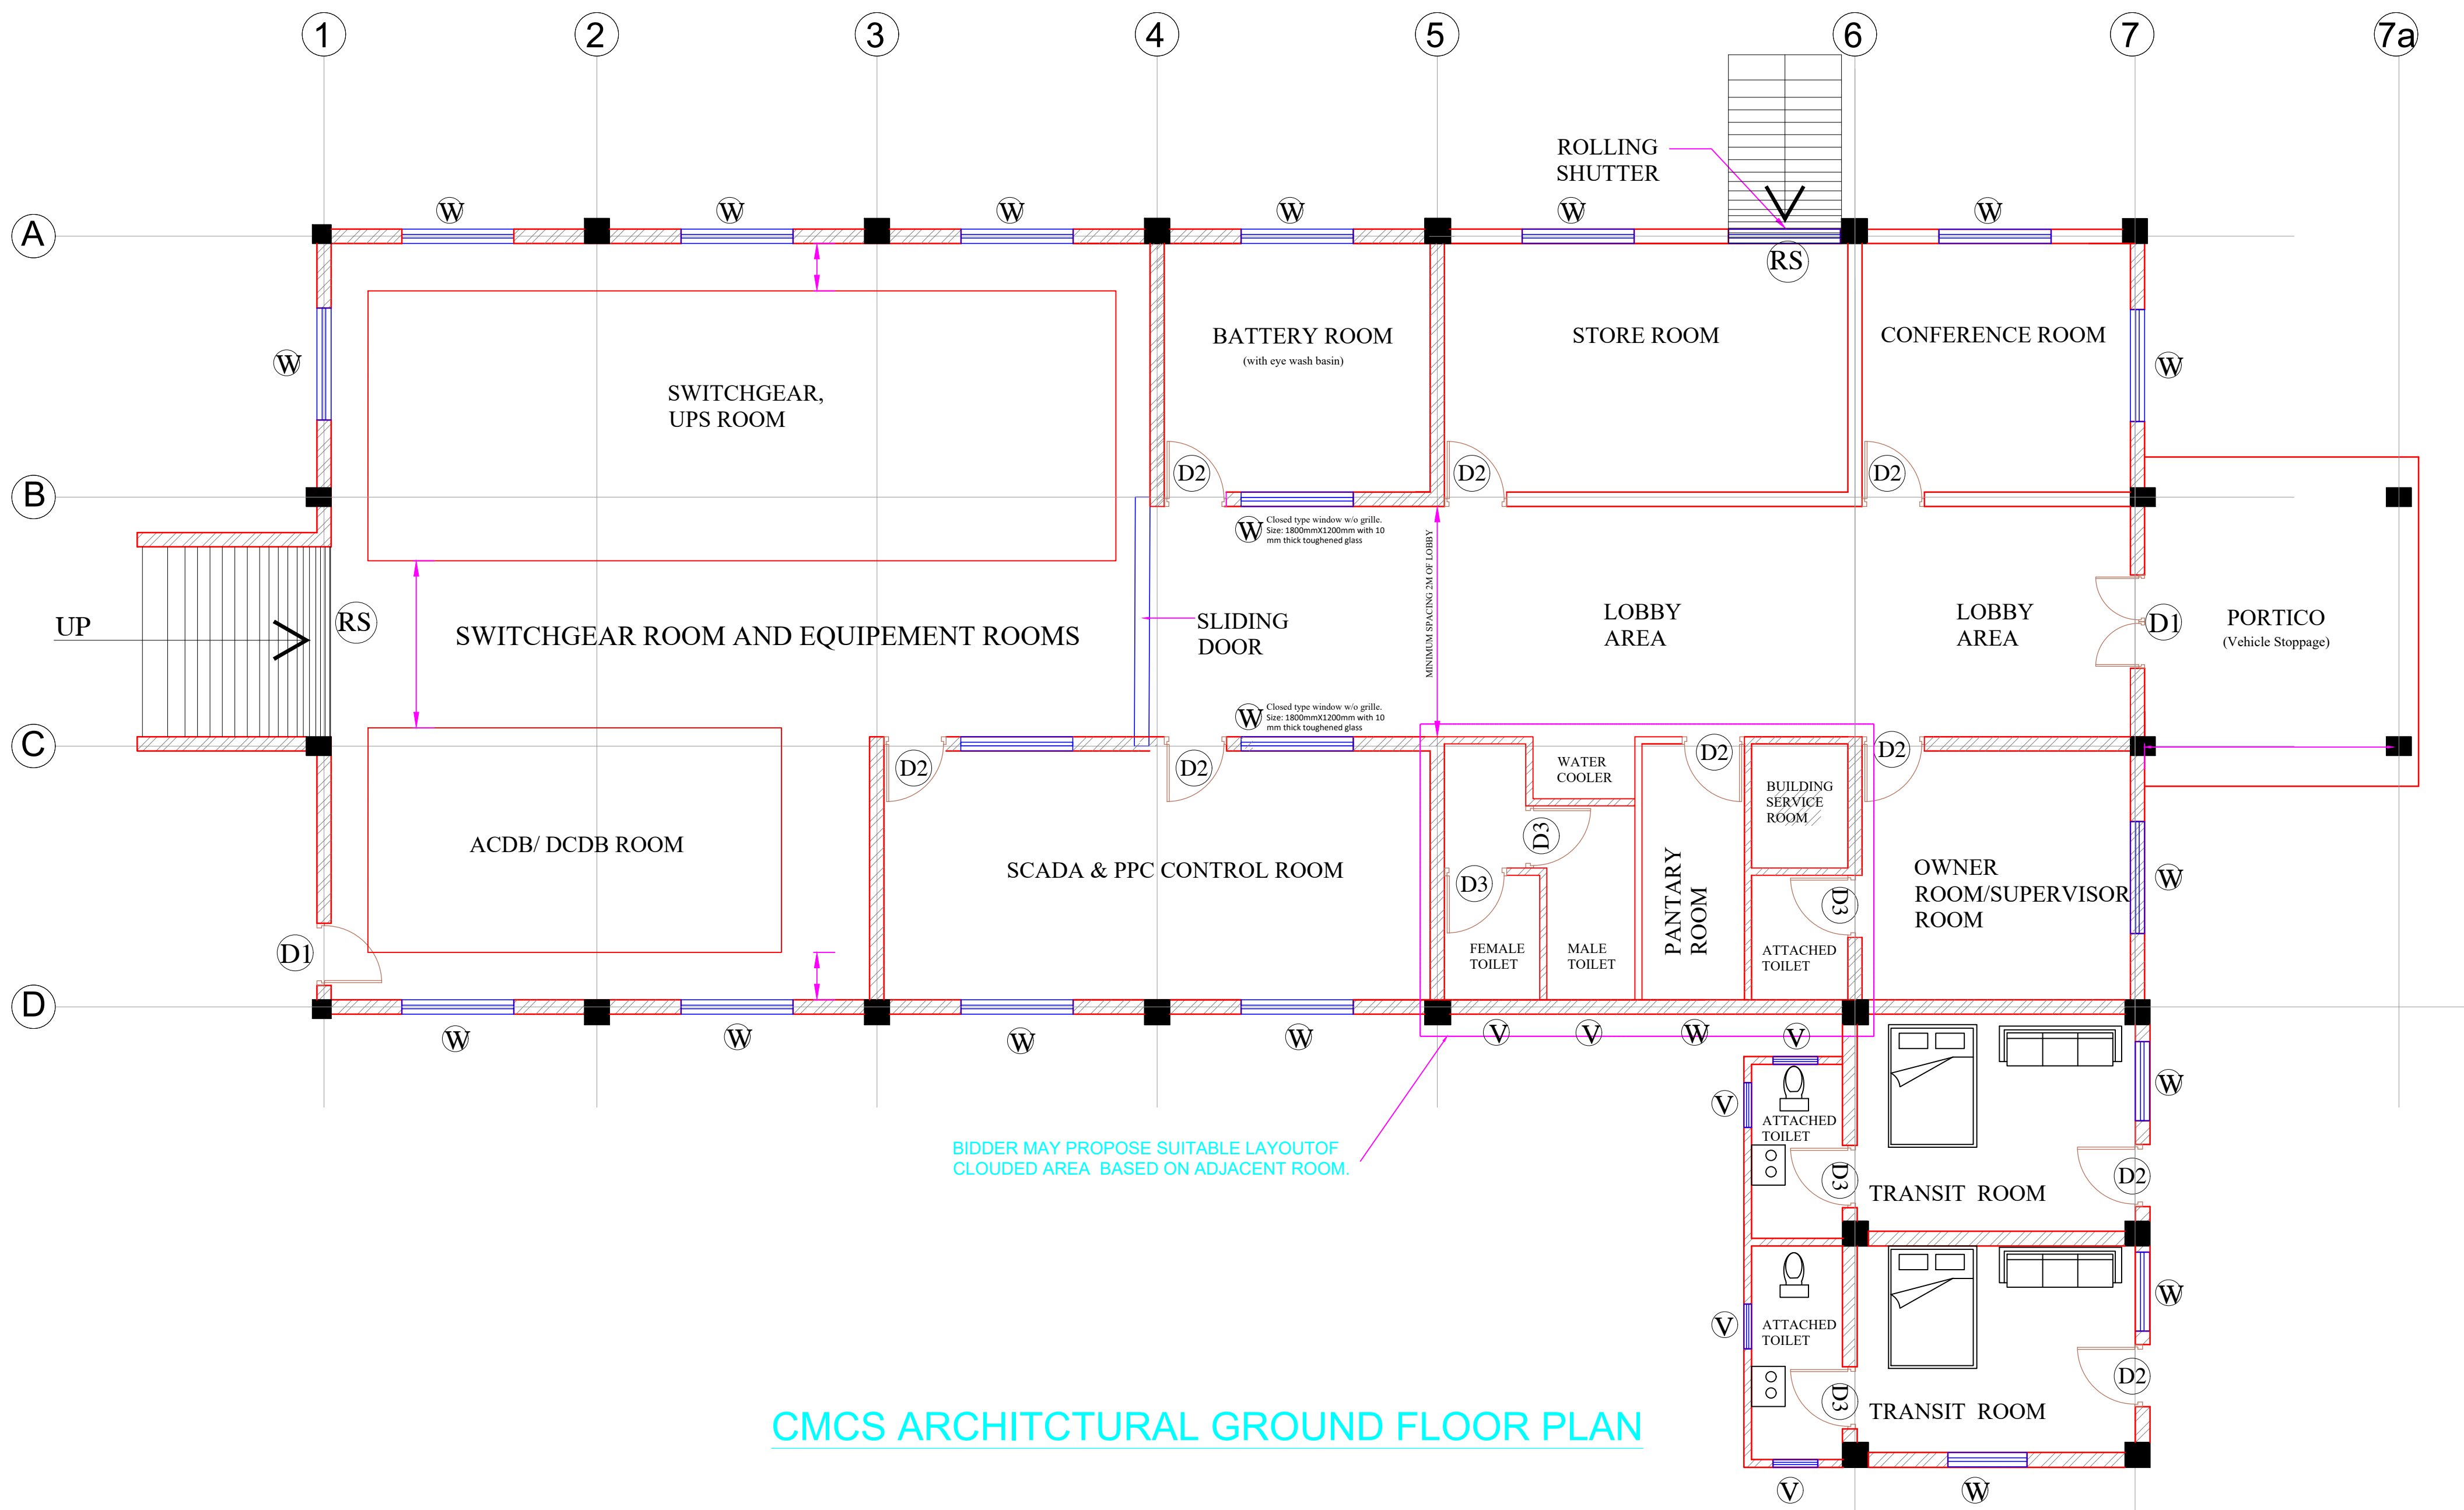 1 2 3 4 5 6 7 7a
ROLLING
SHUTTER
W W W W W W
A
RS
BATTERY ROOM
(with eye wash basin)
STORE ROOM
CONFERENCE ROOM
W
W
SWITCHGEAR,
UPS ROOM
D2 D2 D2
B
W Closed type window w/o grille.
Size: 1800mmX1200mm with 10
mm thick toughened glass
MINIMUM SPACING 2M OF LOBBY
UP
RS
SWITCHGEAR ROOM AND EQUIPEMENT ROOMS
SLIDING
DOOR
LOBBY
AREA
LOBBY
AREA
D1
PORTICO
(Vehicle Stoppage)
W Closed type window w/o grille.
Size: 1800mmX1200mm with 10
mm thick toughened glass
C
D2 D2 D2 D2
WATER
COOLER
BUILDING
SERVICE
ROOM
ACDB/ DCDB ROOM
SCADA & PPC CONTROL ROOM
D3
D3
PANTARY
ROOM
D3
OWNER
ROOM/SUPERVISOR
ROOM
W
D1
FEMALE
TOILET
MALE
TOILET
ATTACHED
TOILET
D
W W W W V V W V
W
V
ATTACHED
TOILET
BIDDER MAY PROPOSE SUITABLE LAYOUTOF
CLOUDED AREA BASED ON ADJACENT ROOM.
D3
TRANSIT ROOM
D2
W
V
ATTACHED
TOILET
D3
TRANSIT ROOM
D2
CMCS ARCHITCTURAL GROUND FLOOR PLAN
V W